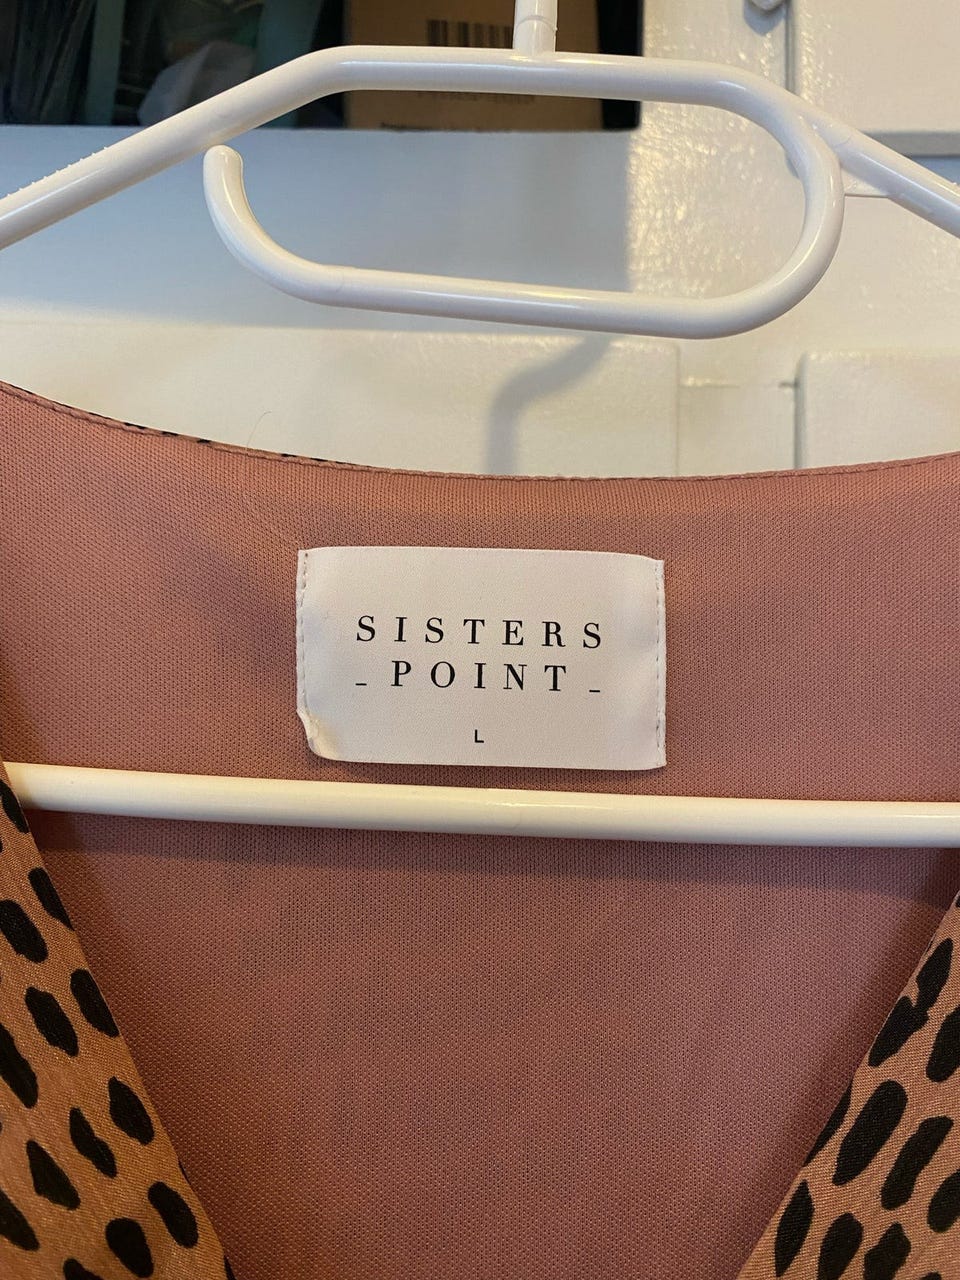 SISTERS
_ POINT _
L